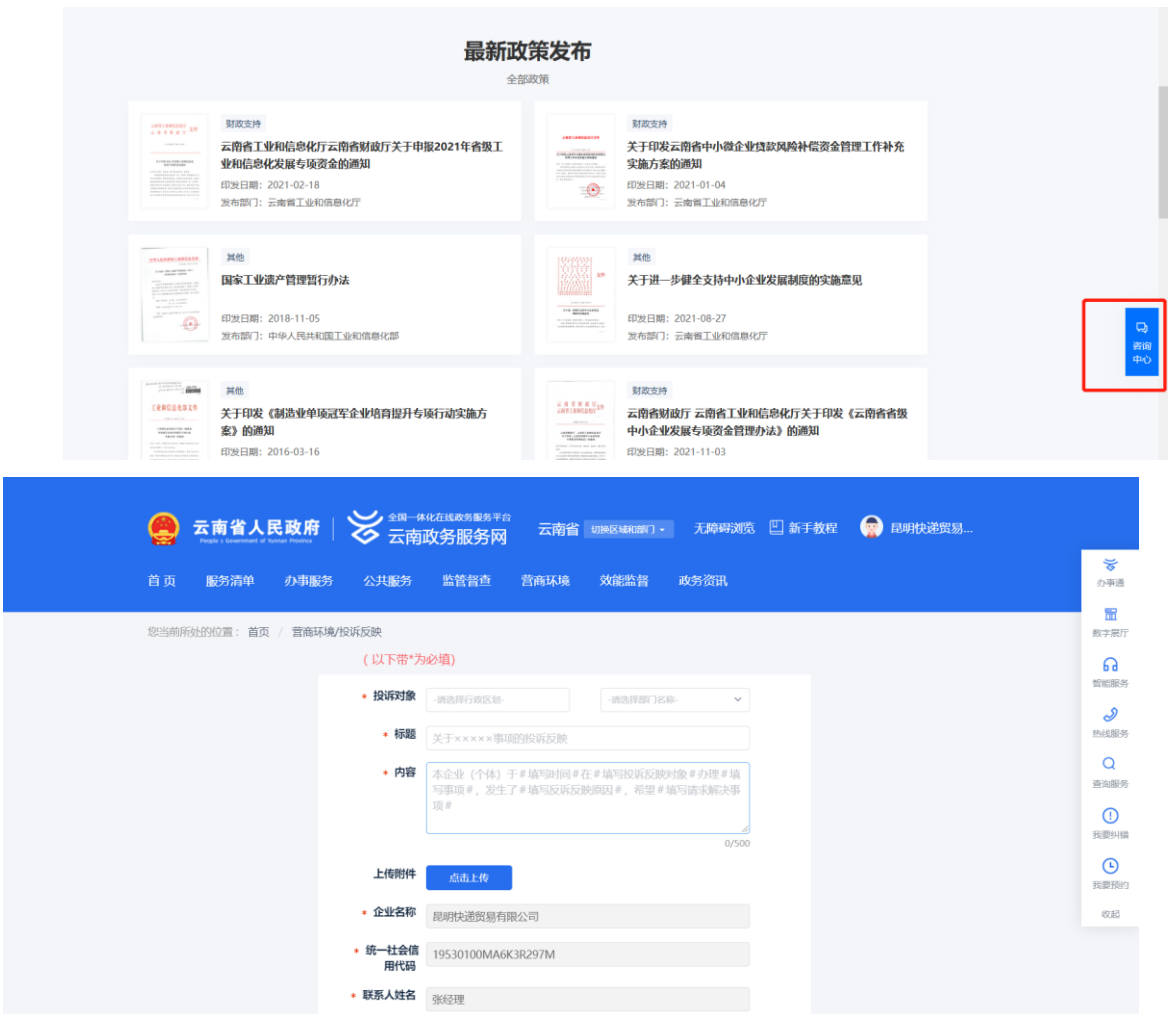 最新政策发布
全部政策
财政支持
云南省工业和信息化厅云南省财政厅关于申报2021年省级工
业和信息化发展专项资金的通知
印发日期：2021-02-18
发布部门：云南省工业和信息化厅
财政支持
关于印发云南省中小微企业贷款风险补偿资金管理工作补充
实施方案的通知
印发日期：2021-01-04
发布部门：云南省工业和信息化厅
其他
国家工业遗产管理暂行办法
印发日期：2018-11-05
发布部门：中华人民共和国工业和信息化部
其他
关于进一步健全支持中小企业发展制度的实施意见
印发日期：2021-08-27
发布部门：云南省工业和信息化厅
咨询
中心
其他
关于印发《制造业单项冠军企业培育提升专项行动实施方
案》的通知
印发日期：2016-03-16
财政支持
云南省财政厅 云南省工业和信息化厅关于印发《云南省省级
中小企业发展专项资金管理办法》的通知
印发日期：2021-11-03
云南省人民政府
People's Government of Yunnan Province
全国一体化在线政务服务平台
云南政务服务网
云南省 切换区域和部门
无障碍浏览 新手教程 昆明快递贸易...
首页 服务清单 办事服务 公共服务 监管督查 营商环境 效能监督 政务资讯
您当前所处的位置： 首页 / 营商环境/投诉反映
( 以下带*为必填)
* 投诉对象 -请选择行政区划- -请选择部门名称-
* 标题 关于×××××事项的投诉反映
* 内容 本企业（个体）于#填写时间#在#填写投诉反映对象#办理#填
写事项#，发生了#填写反诉反映原因#，希望#填写请求解决事
项#
0/500
上传附件 点击上传
* 企业名称 昆明快递贸易有限公司
* 统一社会信
用代码 19530100MA6K3R297M
* 联系人姓名 张经理
办事通
数字展厅
智能服务
热线服务
查询服务
我要纠错
我要预约
收起